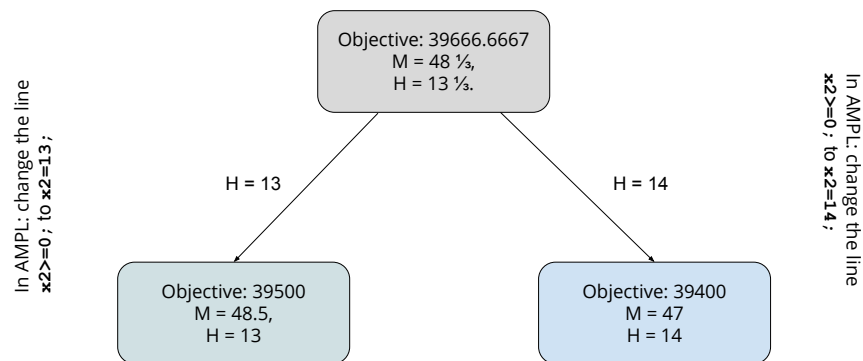 Objective: 39666.6667
M = 48 ⅓,
H = 13 ⅓.
In AMPL: change the line
x2>=0; to x2=13;
H = 13
H = 14
In AMPL: change the line
x2>=0; to x2=14;
Objective: 39500
M = 48.5,
H = 13
Objective: 39400
M = 47
H = 14